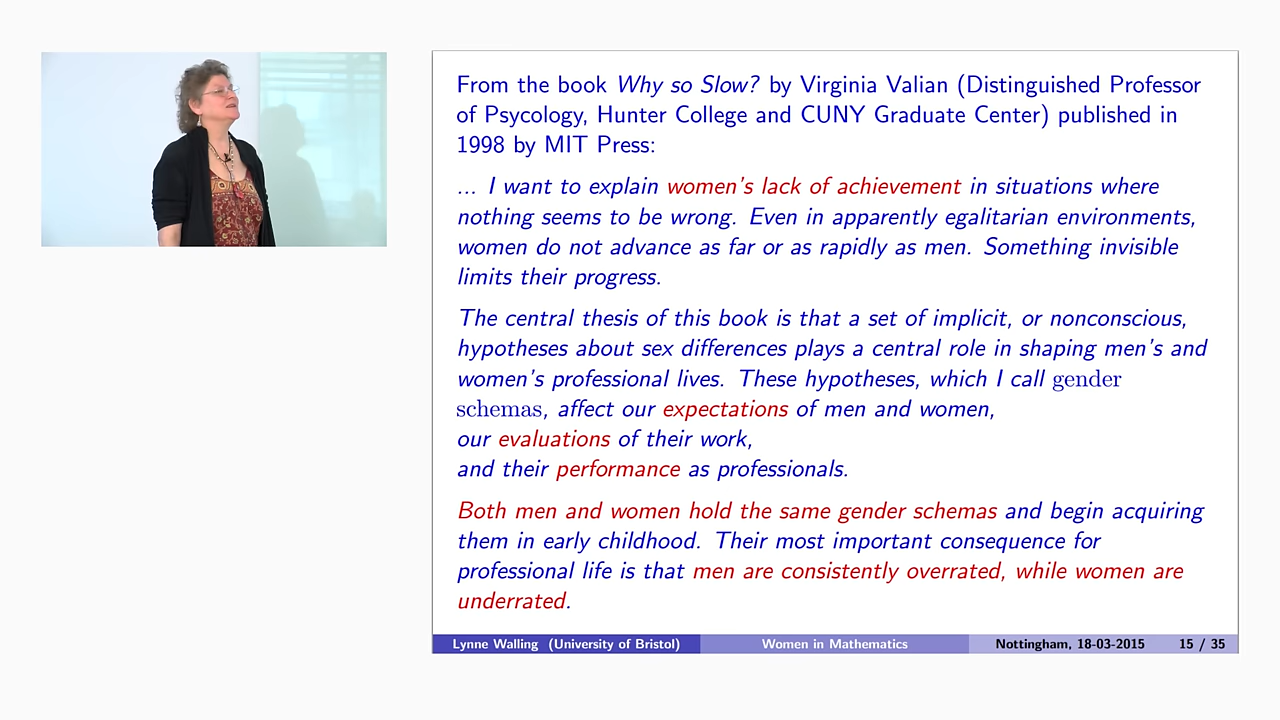 From the book Why so Slow? by Virginia Valian (Distinguished Professor
of Psycology, Hunter College and CUNY Graduate Center) published in
1998 by MIT Press:
... I want to explain women's lack of achievement in situations where
nothing seems to be wrong. Even in apparently egalitarian environments,
women do not advance as far or as rapidly as men. Something invisible
limits their progress.
The central thesis of this book is that a set of implicit, or nonconscious,
hypotheses about sex differences plays a central role in shaping men's and
women's professional lives. These hypotheses, which I call gender
schemas, affect our expectations of men and women,
our evaluations of their work,
and their performance as professionals.
Both men and women hold the same gender schemas and begin acquiring
them in early childhood. Their most important consequence for
professional life is that men are consistently overrated, while women are
underrated.
Lynne Walling (University of Bristol) Women in Mathematics Nottingham, 18-03-2015 15 / 35